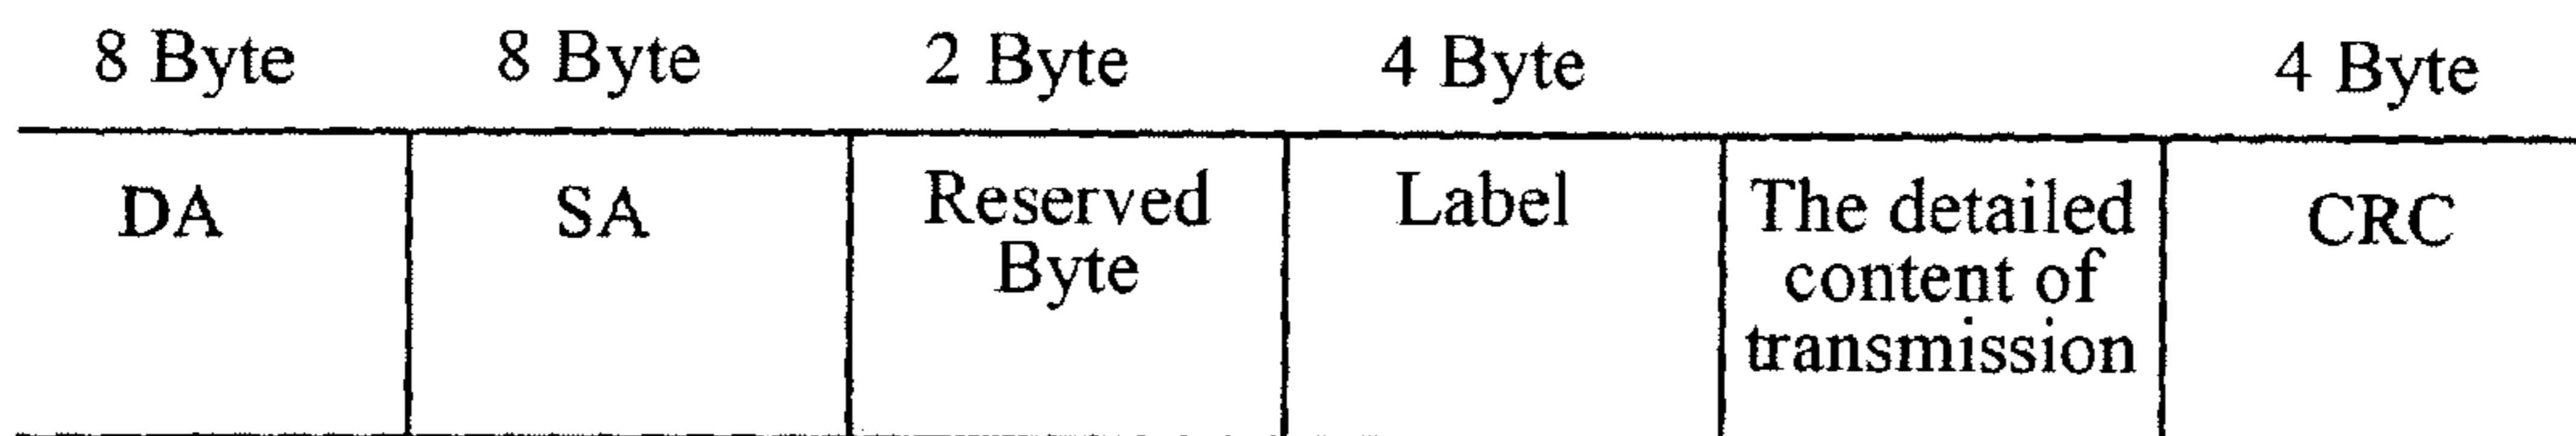 8 Byte 8 Byte 2 Byte 4 Byte 4 Byte
DA SA Reserved Byte Label The detailed content of transmission CRC